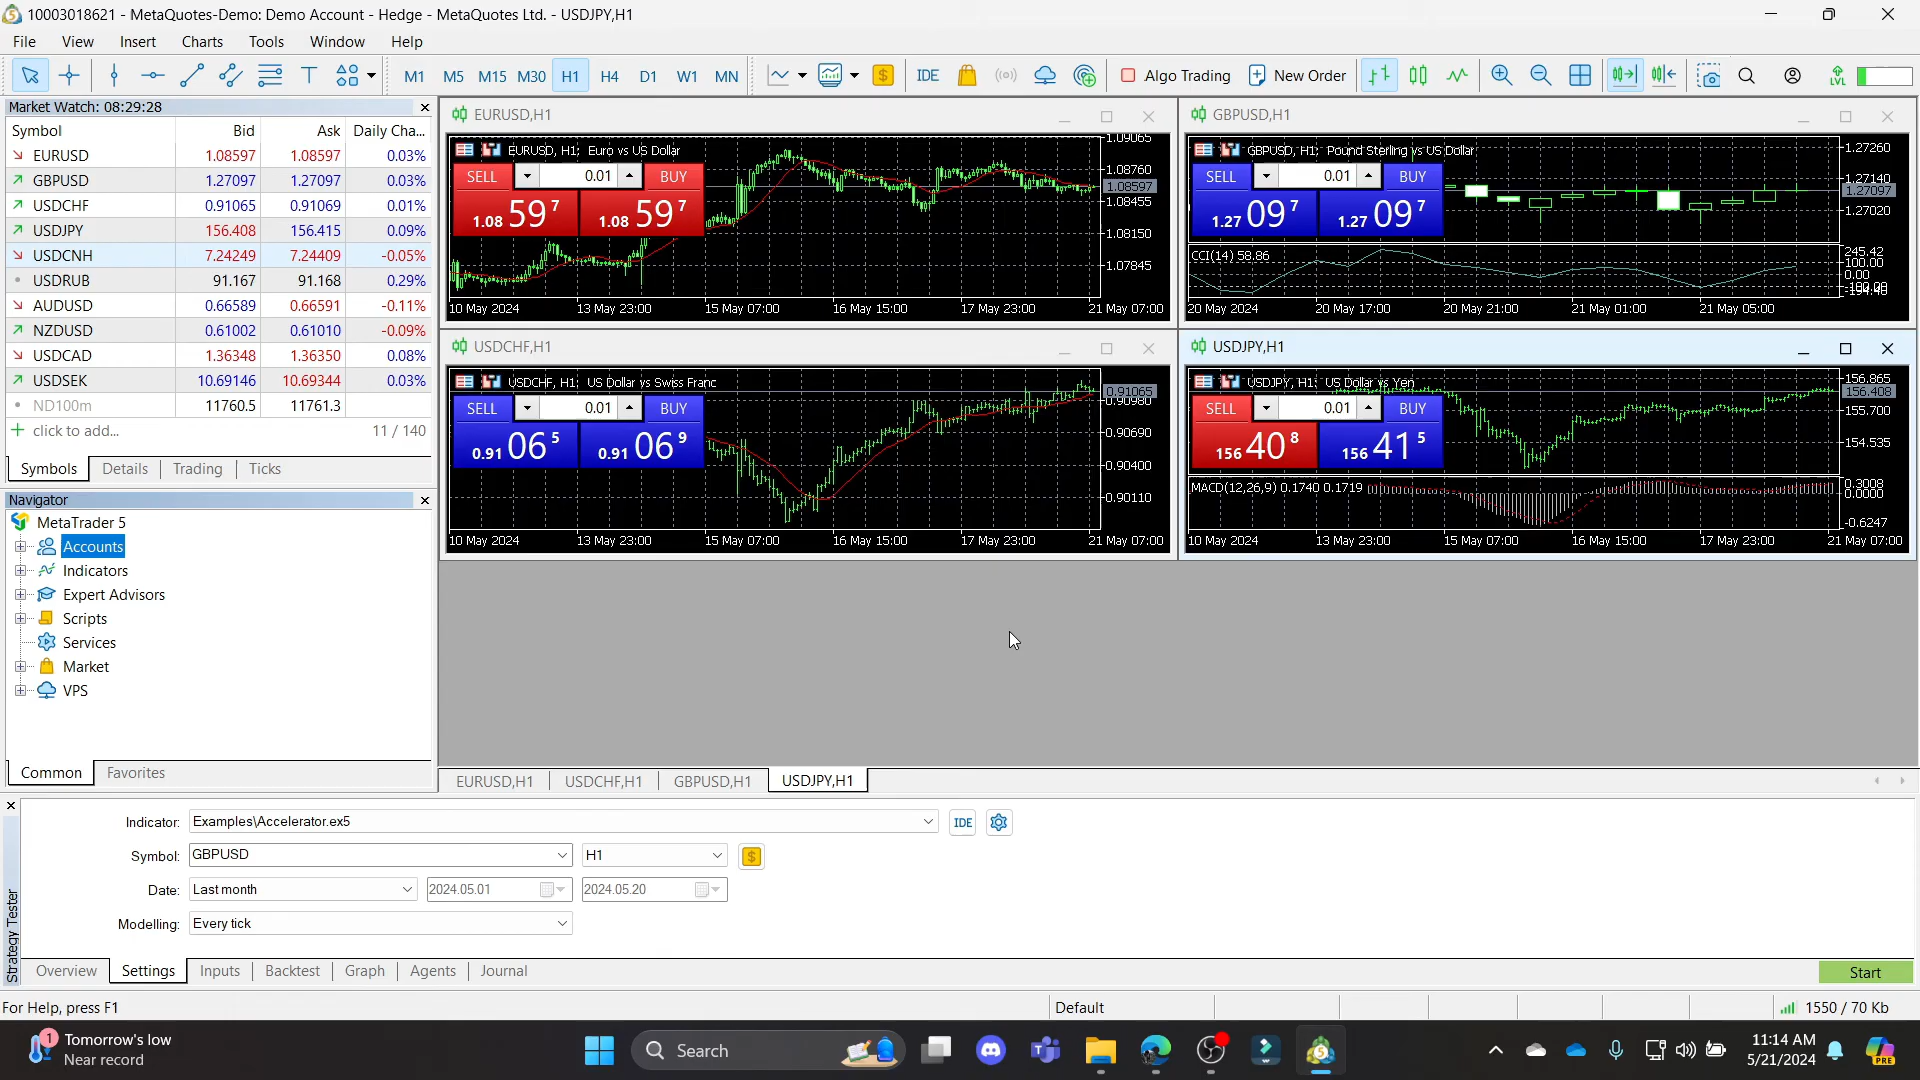 10003018621 - MetaQuotes-Demo: Demo Account - Hedge - MetaQuotes Ltd. - USDJPY,H1
File View Insert Charts Tools Window Help
M1 M5 M15 M30 H1 H4 D1 W1 MN IDE Algo Trading New Order LVL
Market Watch: 08:29:28
Symbol Bid Ask Daily Cha...
EURUSD 1.08597 1.08597 0.03%
GBPUSD 1.27097 1.27097 0.03%
USDCHF 0.91065 0.91069 0.01%
USDJPY 156.408 156.415 0.09%
USDCNH 7.24249 7.24409 -0.05%
USDRUB 91.167 91.168 0.29%
AUDUSD 0.66589 0.66591 -0.11%
NZDUSD 0.61002 0.61010 -0.09%
USDCAD 1.36348 1.36350 0.08%
USDSEK 10.69146 10.69344 0.03%
ND100m 11760.5 11761.3
click to add... 11 / 140
Symbols Details Trading Ticks
Navigator
MetaTrader 5
Accounts
Indicators
Expert Advisors
Scripts
Services
Market
VPS
Common Favorites
EURUSD,H1
EURUSD, H1: Euro vs US Dollar
SELL 0.01 BUY
1.08 59 7 1.08 59 7
1.09065
1.08760
1.08597
1.08455
1.08150
1.07845
10 May 2024 13 May 23:00 15 May 07:00 16 May 15:00 17 May 23:00 21 May 07:00
GBPUSD,H1
GBPUSD, H1: Pound Sterling vs US Dollar
SELL 0.01 BUY
1.27 09 7 1.27 09 7
1.27260
1.27140
1.27097
1.27020
CCI(14) 58.86
245.42
100.00
0.00
20 May 2024 20 May 17:00 20 May 21:00 21 May 01:00 21 May 05:00
USDCHF,H1
USDCHF, H1: US Dollar vs Swiss Franc
SELL 0.01 BUY
0.91 06 5 0.91 06 9
0.91065
0.90980
0.90690
0.90400
0.90110
10 May 2024 13 May 23:00 15 May 07:00 16 May 15:00 17 May 23:00 21 May 07:00
USDJPY,H1
USDJPY, H1: US Dollar vs Yen
SELL 0.01 BUY
156 40 8 156 41 5
156.865
156.408
155.700
154.535
MACD(12,26,9) 0.1740 0.1719
0.3008
0.0000
-0.6247
10 May 2024 13 May 23:00 15 May 07:00 16 May 15:00 17 May 23:00 21 May 07:00
EURUSD,H1 USDCHF,H1 GBPUSD,H1 USDJPY,H1
Strategy Tester
Indicator: Examples\Accelerator.ex5 IDE
Symbol: GBPUSD H1
Date: Last month 2024.05.01 2024.05.20
Modelling: Every tick
Overview Settings Inputs Backtest Graph Agents Journal Start
For Help, press F1 Default 1550 / 70 Kb
1 Tomorrow's low
Near record
Search
11:14 AM
5/21/2024
PRE